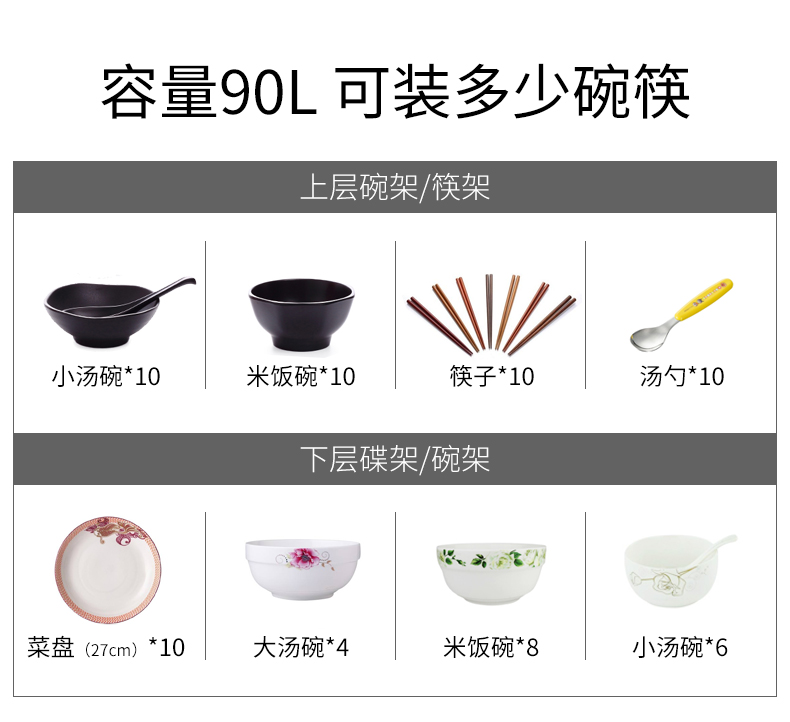 容量90L 可装多少碗筷
上层碗架/筷架
小汤碗*10
米饭碗*10
筷子*10
汤勺*10
下层碟架/碗架
菜盘（27cm）*10
大汤碗*4
米饭碗*8
小汤碗*6